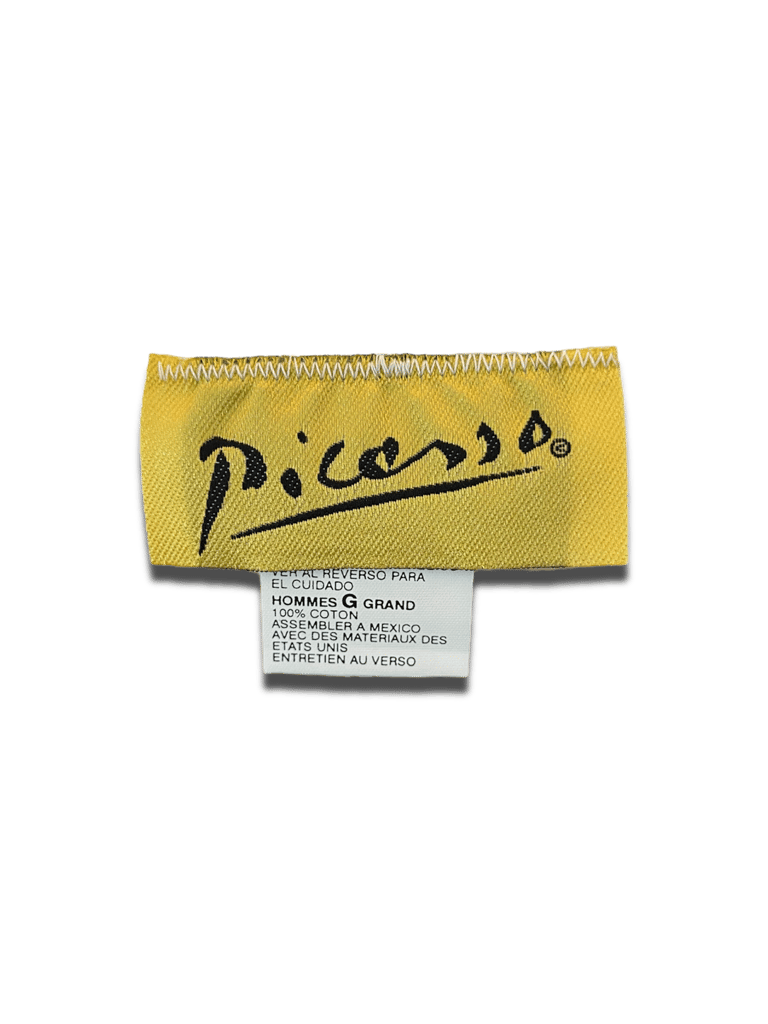 Picasso®
VER AL REVERSO PARA
EL CUIDADO
HOMMES G GRAND
100% COTON
ASSEMBLER A MEXICO
AVEC DES MATERIAUX DES
ETATS UNIS
ENTRETIEN AU VERSO